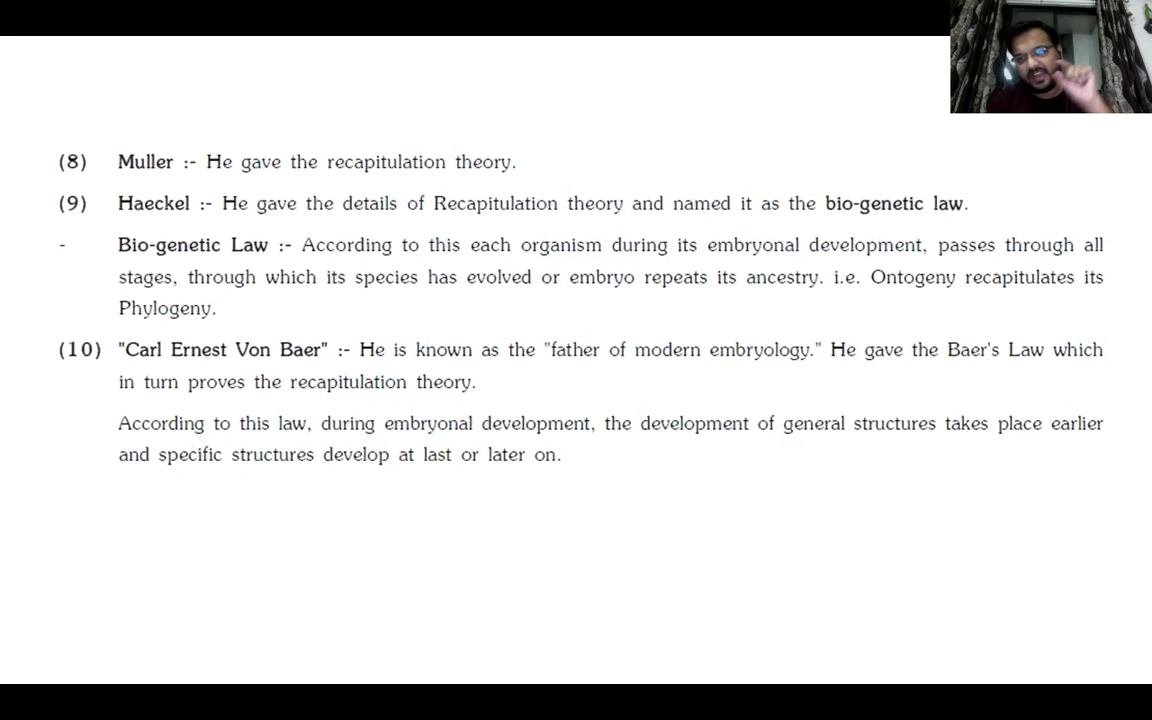 (8) Muller :- He gave the recapitulation theory.
(9) Haeckel :- He gave the details of Recapitulation theory and named it as the bio-genetic law.
- Bio-genetic Law :- According to this each organism during its embryonal development, passes through all
stages, through which its species has evolved or embryo repeats its ancestry. i.e. Ontogeny recapitulates its
Phylogeny.
(10) "Carl Ernest Von Baer" :- He is known as the "father of modern embryology." He gave the Baer's Law which
in turn proves the recapitulation theory.
According to this law, during embryonal development, the development of general structures takes place earlier
and specific structures develop at last or later on.